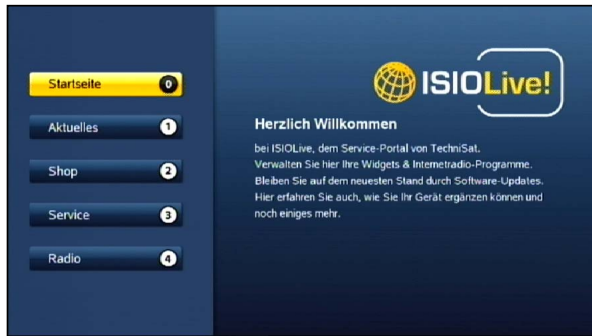 Startseite 0
Aktuelles 1
Shop 2
Service 3
Radio 4
ISIOLive!
Herzlich Willkommen
bei ISIOLive, dem Service-Portal von TechniSat.
Verwalten Sie hier Ihre Widgets & Internetradio-Programme.
Bleiben Sie auf dem neuesten Stand durch Software-Updates.
Hier erfahren Sie auch, wie Sie Ihr Gerät ergänzen können und
noch einiges mehr.